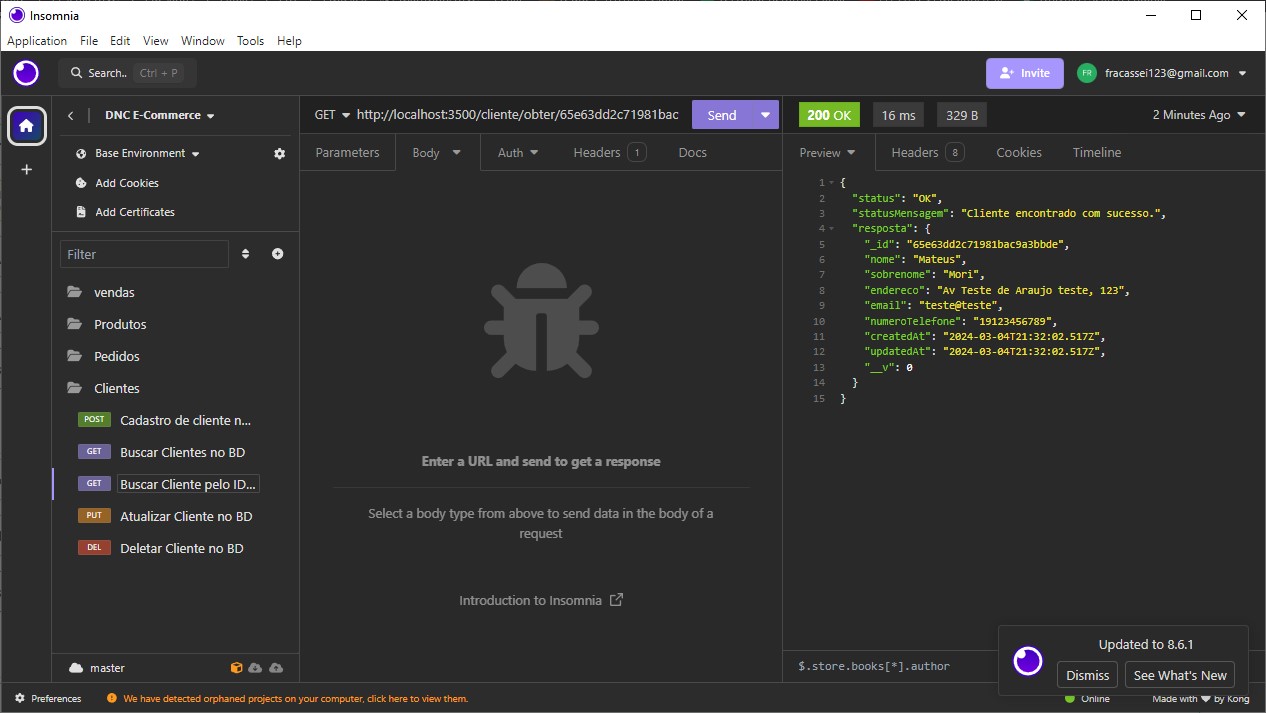 Insomnia
Application File Edit View Window Tools Help
Search.. Ctrl + P
Invite
FR fracassei123@gmail.com
DNC E-Commerce
Base Environment
Add Cookies
Add Certificates
Filter
vendas
Produtos
Pedidos
Clientes
POST Cadastro de cliente n...
GET Buscar Clientes no BD
GET Buscar Cliente pelo ID...
PUT Atualizar Cliente no BD
DEL Deletar Cliente no BD
master
GET http://localhost:3500/cliente/obter/65e63dd2c71981bac
Send
Parameters Body Auth Headers 1 Docs
Enter a URL and send to get a response
Select a body type from above to send data in the body of a
request
Introduction to Insomnia
200 OK 16 ms 329 B 2 Minutes Ago
Preview Headers 8 Cookies Timeline
1 {
2 "status": "OK",
3 "statusMensagem": "Cliente encontrado com sucesso.",
4 "resposta": {
5 "_id": "65e63dd2c71981bac9a3bbde",
6 "nome": "Mateus",
7 "sobrenome": "Mori",
8 "endereco": "Av Teste de Araujo teste, 123",
9 "email": "teste@teste",
10 "numeroTelefone": "19123456789",
11 "createdAt": "2024-03-04T21:32:02.517Z",
12 "updatedAt": "2024-03-04T21:32:02.517Z",
13 "__v": 0
14 }
15 }
$.store.books[*].author
Updated to 8.6.1
Dismiss See What's New
Preferences
We have detected orphaned projects on your computer, click here to view them.
Online
Made with ♥ by Kong